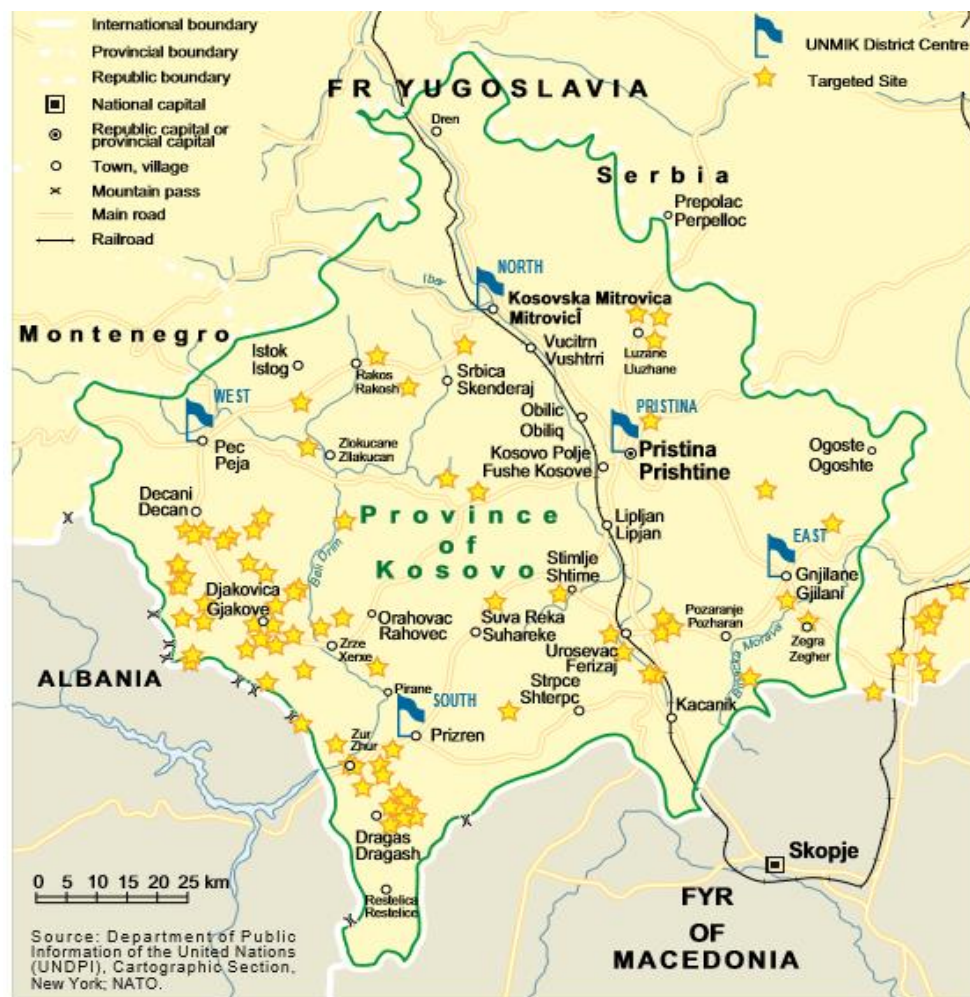 International boundary
Provincial boundary
Republic boundary
National capital
Republic capital or
provincial capital
Town, village
Mountain pass
Main road
Railroad
UNMIK District Centre
Targeted Site
FR YUGOSLAVIA
Dren
Serbia
Prepolac
Perpelloc
Ibar
NORTH
Kosovska Mitrovica
Mitrovicĺ
Montenegro
Istok
Istog
Rakos
Rakosh
Srbica
Skenderaj
Vucitrn
Vushtrri
Luzane
Lluzhane
WEST
Pec
Peja
Zlokucane
Zllakucan
Obilic
Obiliq
PRISTINA
Pristina
Prishtine
Kosovo Polje
Fushe Kosove
Ogoste
Ogoshte
Decani
Decan
Province
of
Kosovo
Beli Drim
Lipljan
Lipjan
Stimlje
Shtime
EAST
Gnjilane
Gjilani
Djakovica
Gjakove
Orahovac
Rahovec
Suva Reka
Suhareke
Pozaranje
Pozharan
Zegra
Zegher
Binacka Morava
Zrze
Xerxe
Urosevac
Ferizaj
ALBANIA
Pirane
SOUTH
Strpce
Shterpc
Kacanik
Prizren
Zur
Zhur
Dragas
Dragash
Restelica
Restelice
Skopje
FYR
OF
MACEDONIA
0 5 10 15 20 25 km
Source: Department of Public
Information of the United Nations
(UNDPI), Cartographic Section,
New York; NATO.